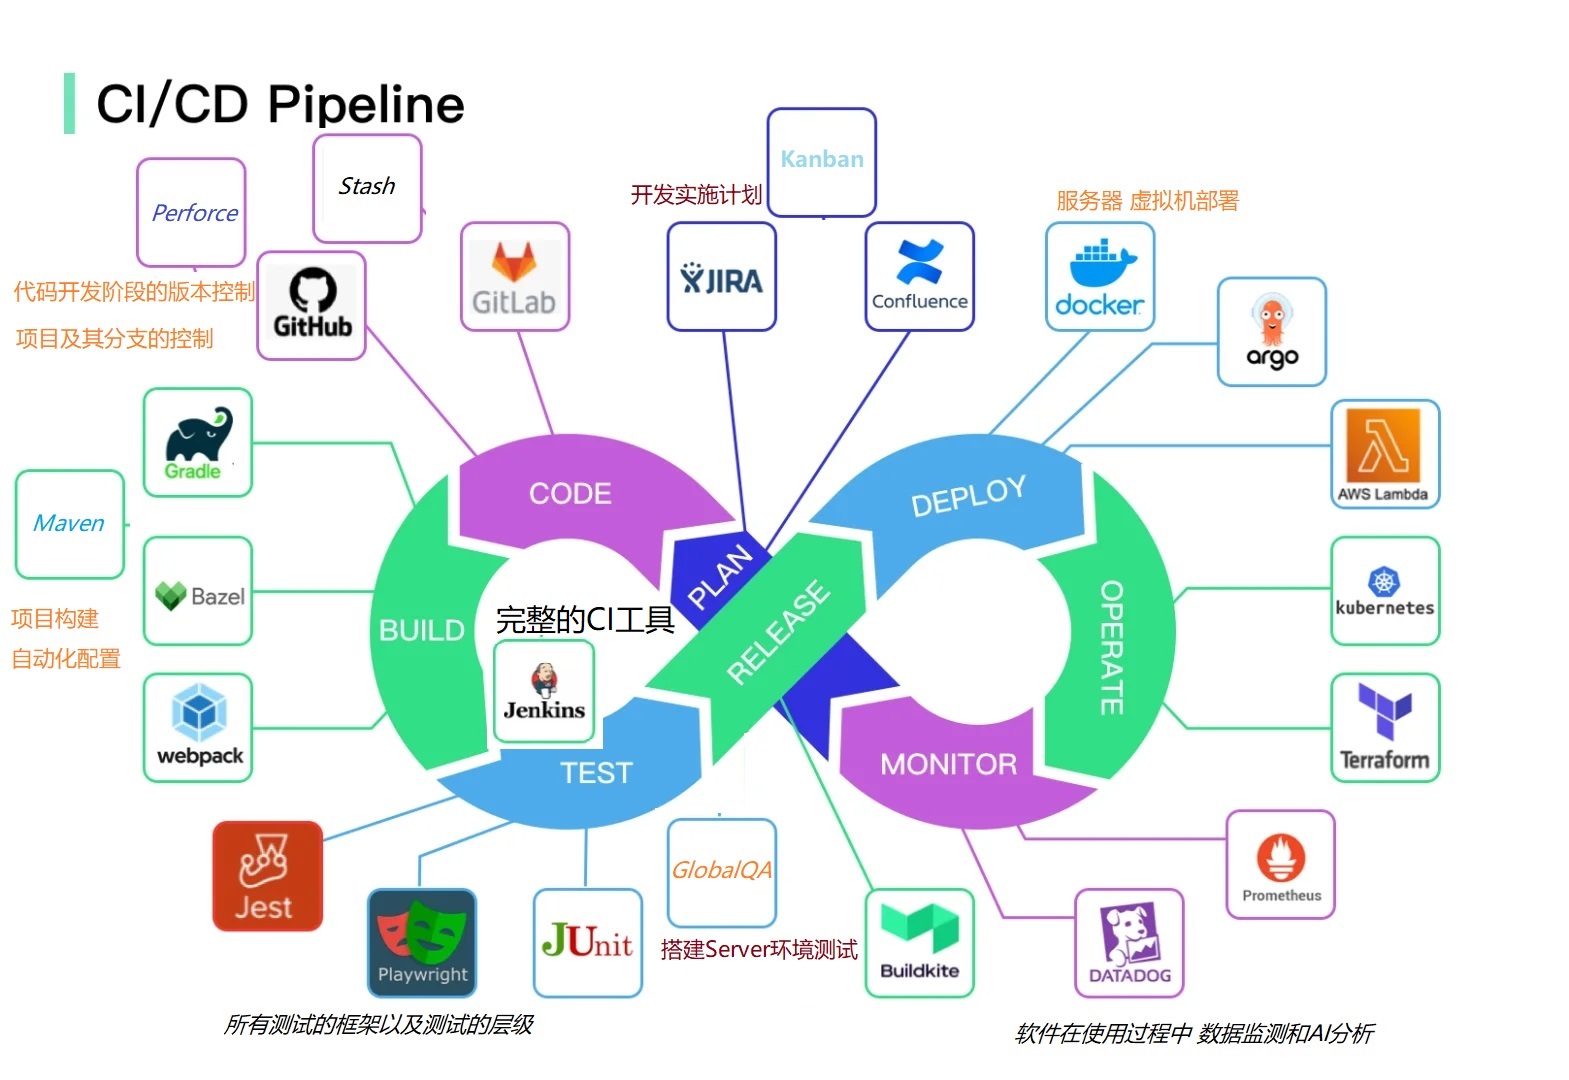 CI/CD Pipeline
Kanban
Stash
Perforce
开发实施计划
服务器 虚拟机部署
JIRA
Confluence
docker
GitLab
GitHub
代码开发阶段的版本控制
项目及其分支的控制
argo
Gradle
AWS Lambda
CODE
DEPLOY
Maven
PLAN
Bazel
kubernetes
项目构建
自动化配置
BUILD
完整的CI工具
RELEASE
OPERATE
Jenkins
webpack
Terraform
TEST
MONITOR
Jest
GlobalQA
Prometheus
Playwright
JUnit
搭建Server环境测试
Buildkite
DATADOG
所有测试的框架以及测试的层级
软件在使用过程中 数据监测和AI分析